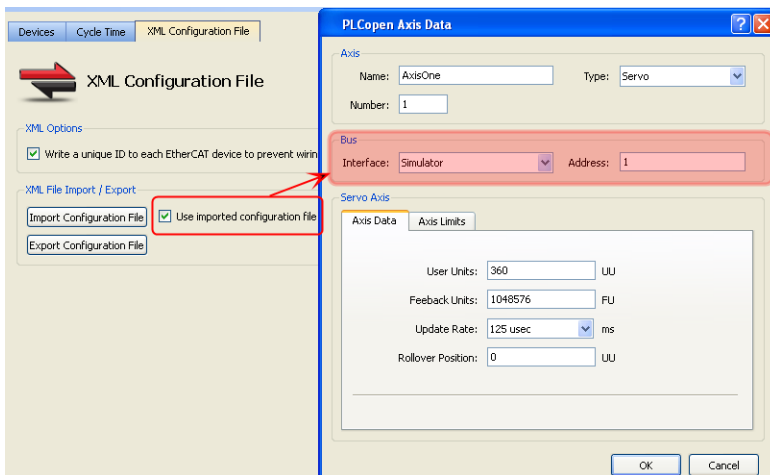 Devices
Cycle Time
XML Configuration File
XML Configuration File
XML Options
Write a unique ID to each EtherCAT device to prevent
XML File Import / Export
Import Configuration File
Use imported configuration file
Export Configuration File
PLCopen Axis Data
Axis
Name: AxisOne Type: Servo
Number: 1
Bus
Interface: Simulator Address: 1
Servo Axis
Axis Data Axis Limits
User Units: 360 UU
Feeback Units: 1048576 FU
Update Rate: 125 usec ms
Rollover Position: 0 UU
OK Cancel